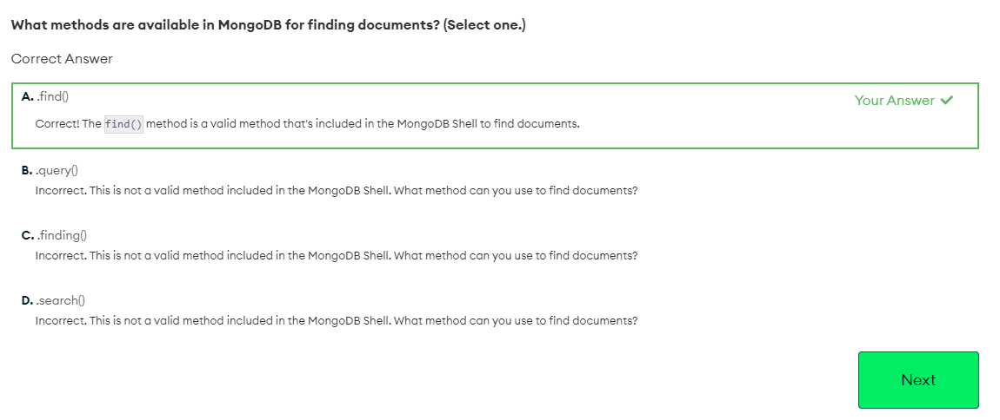 What methods are available in MongoDB for finding documents? (Select one.)
Correct Answer
A. .find()
Your Answer ✓
Correct! The find() method is a valid method that's included in the MongoDB Shell to find documents.
B. .query()
Incorrect. This is not a valid method included in the MongoDB Shell. What method can you use to find documents?
C. .finding()
Incorrect. This is not a valid method included in the MongoDB Shell. What method can you use to find documents?
D. .search()
Incorrect. This is not a valid method included in the MongoDB Shell. What method can you use to find documents?
Next